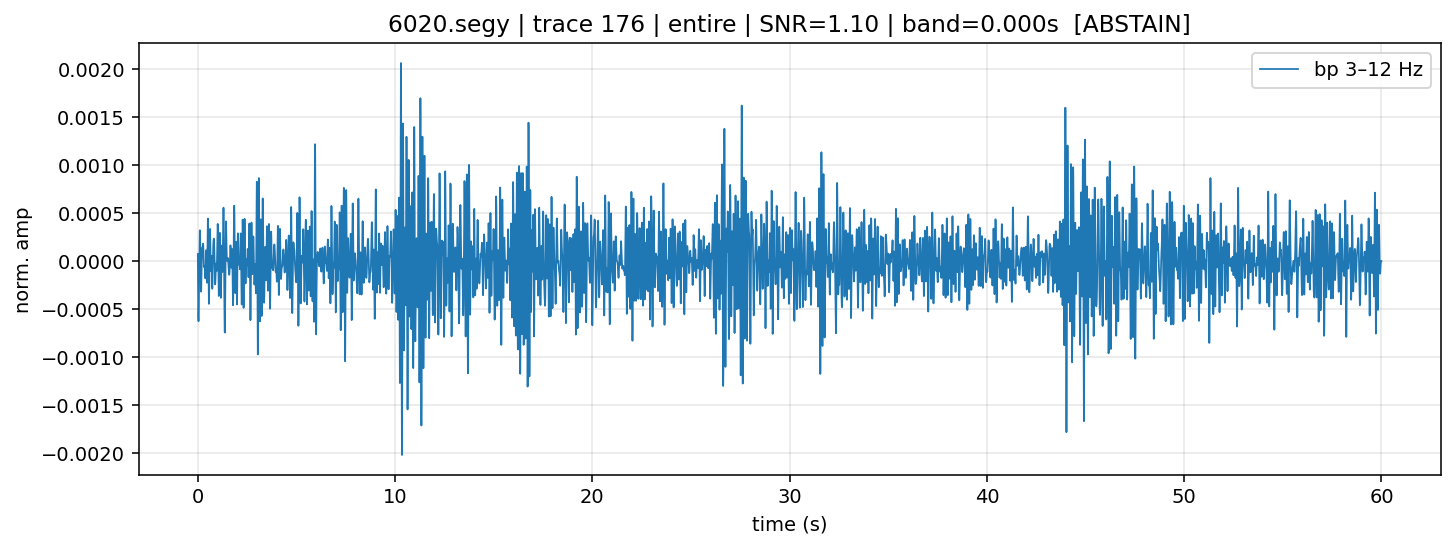 6020.segy | trace 176 | entire | SNR=1.10 | band=0.000s  [ABSTAIN]
bp 3–12 Hz
norm. amp
0.0020
0.0015
0.0010
0.0005
0.0000
−0.0005
−0.0010
−0.0015
−0.0020
0 10 20 30 40 50 60
time (s)